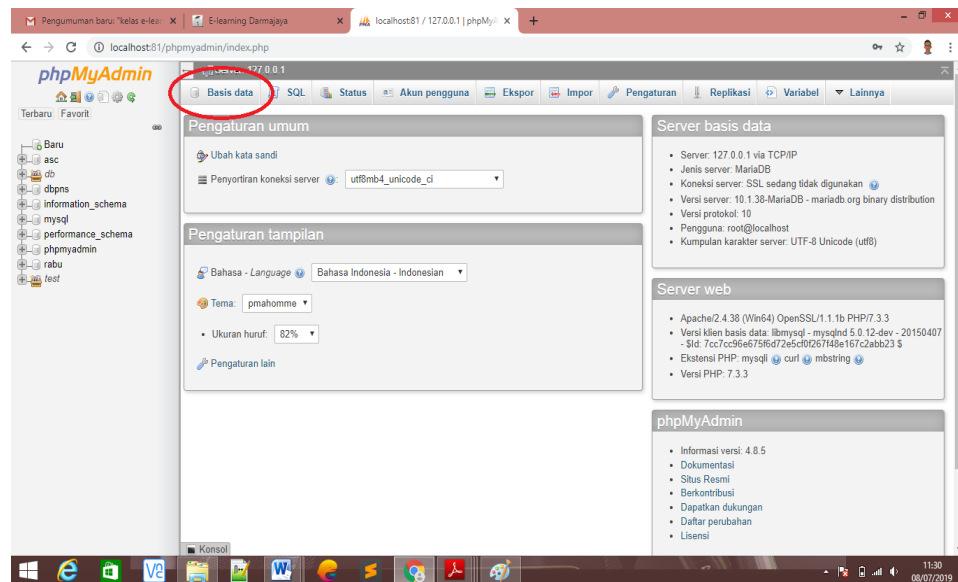 Pengumuman baru: "kelas e-lear
E-learning Darmajaya
localhost:81 / 127.0.0.1 | phpMyA
localhost:81/phpmyadmin/index.php
phpMyAdmin
Terbaru Favorit
Baru
asc
db
dbpns
information_schema
mysql
performance_schema
phpmyadmin
rabu
test
Server: 127.0.0.1
Basis data SQL Status Akun pengguna Ekspor Impor Pengaturan Replikasi Variabel Lainnya
Pengaturan umum
Ubah kata sandi
Penyortiran koneksi server : utf8mb4_unicode_ci
Pengaturan tampilan
Bahasa - Language Bahasa Indonesia - Indonesian
Tema: pmahomme
Ukuran huruf: 82%
Pengaturan lain
Server basis data
Server: 127.0.0.1 via TCP/IP
Jenis server: MariaDB
Koneksi server: SSL sedang tidak digunakan
Versi server: 10.1.38-MariaDB - mariadb.org binary distribution
Versi protokol: 10
Pengguna: root@localhost
Kumpulan karakter server: UTF-8 Unicode (utf8)
Server web
Apache/2.4.38 (Win64) OpenSSL/1.1.1b PHP/7.3.3
Versi klien basis data: libmysql - mysqlnd 5.0.12-dev - 20150407
- $Id: 7cc7cc96e675f6d72e5cf0f267f48e167c2abb23 $
Ekstensi PHP: mysqli curl mbstring
Versi PHP: 7.3.3
phpMyAdmin
Informasi versi: 4.8.5
Dokumentasi
Situs Resmi
Berkontribusi
Dapatkan dukungan
Daftar perubahan
Lisensi
Konsol
11:30
08/07/2019